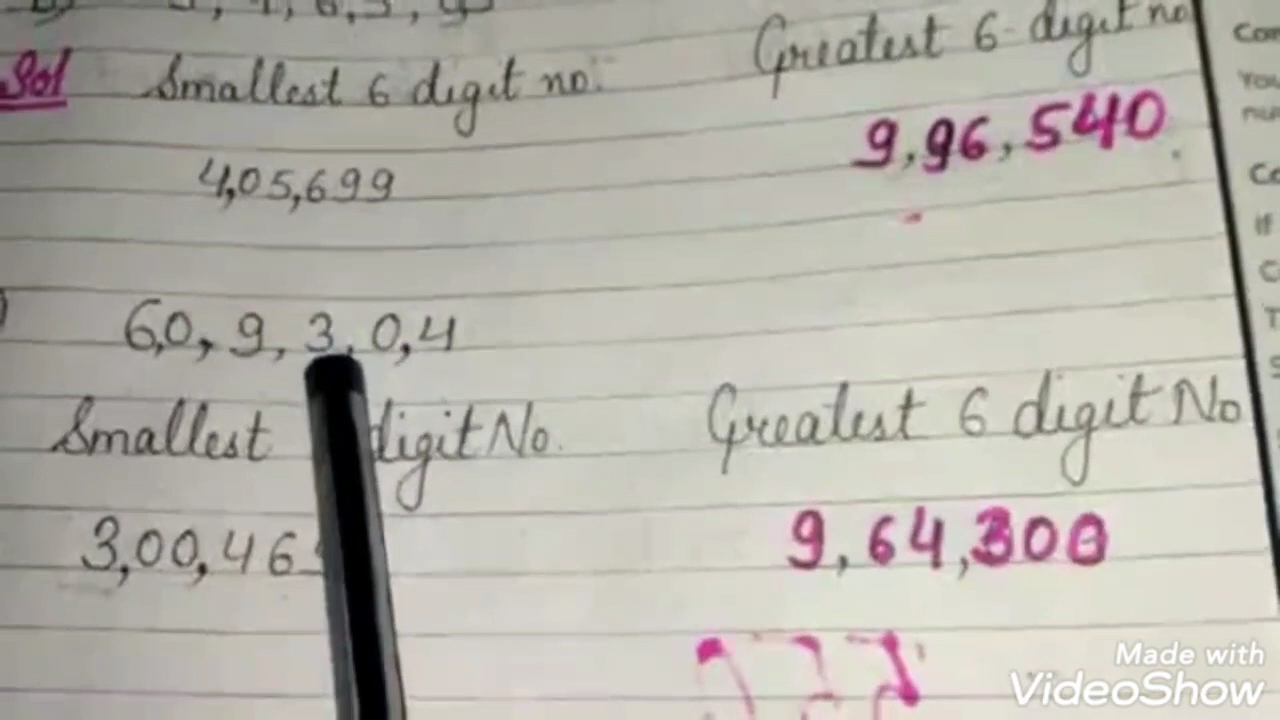 Sol Smallest 6 digit no. Greatest 6-digit no
4,05,699 9,96,540
6,0, 9, 3, 0, 4
Smallest digit No. Greatest 6 digit No
3,00,46 9,64,300
Made with
VideoShow